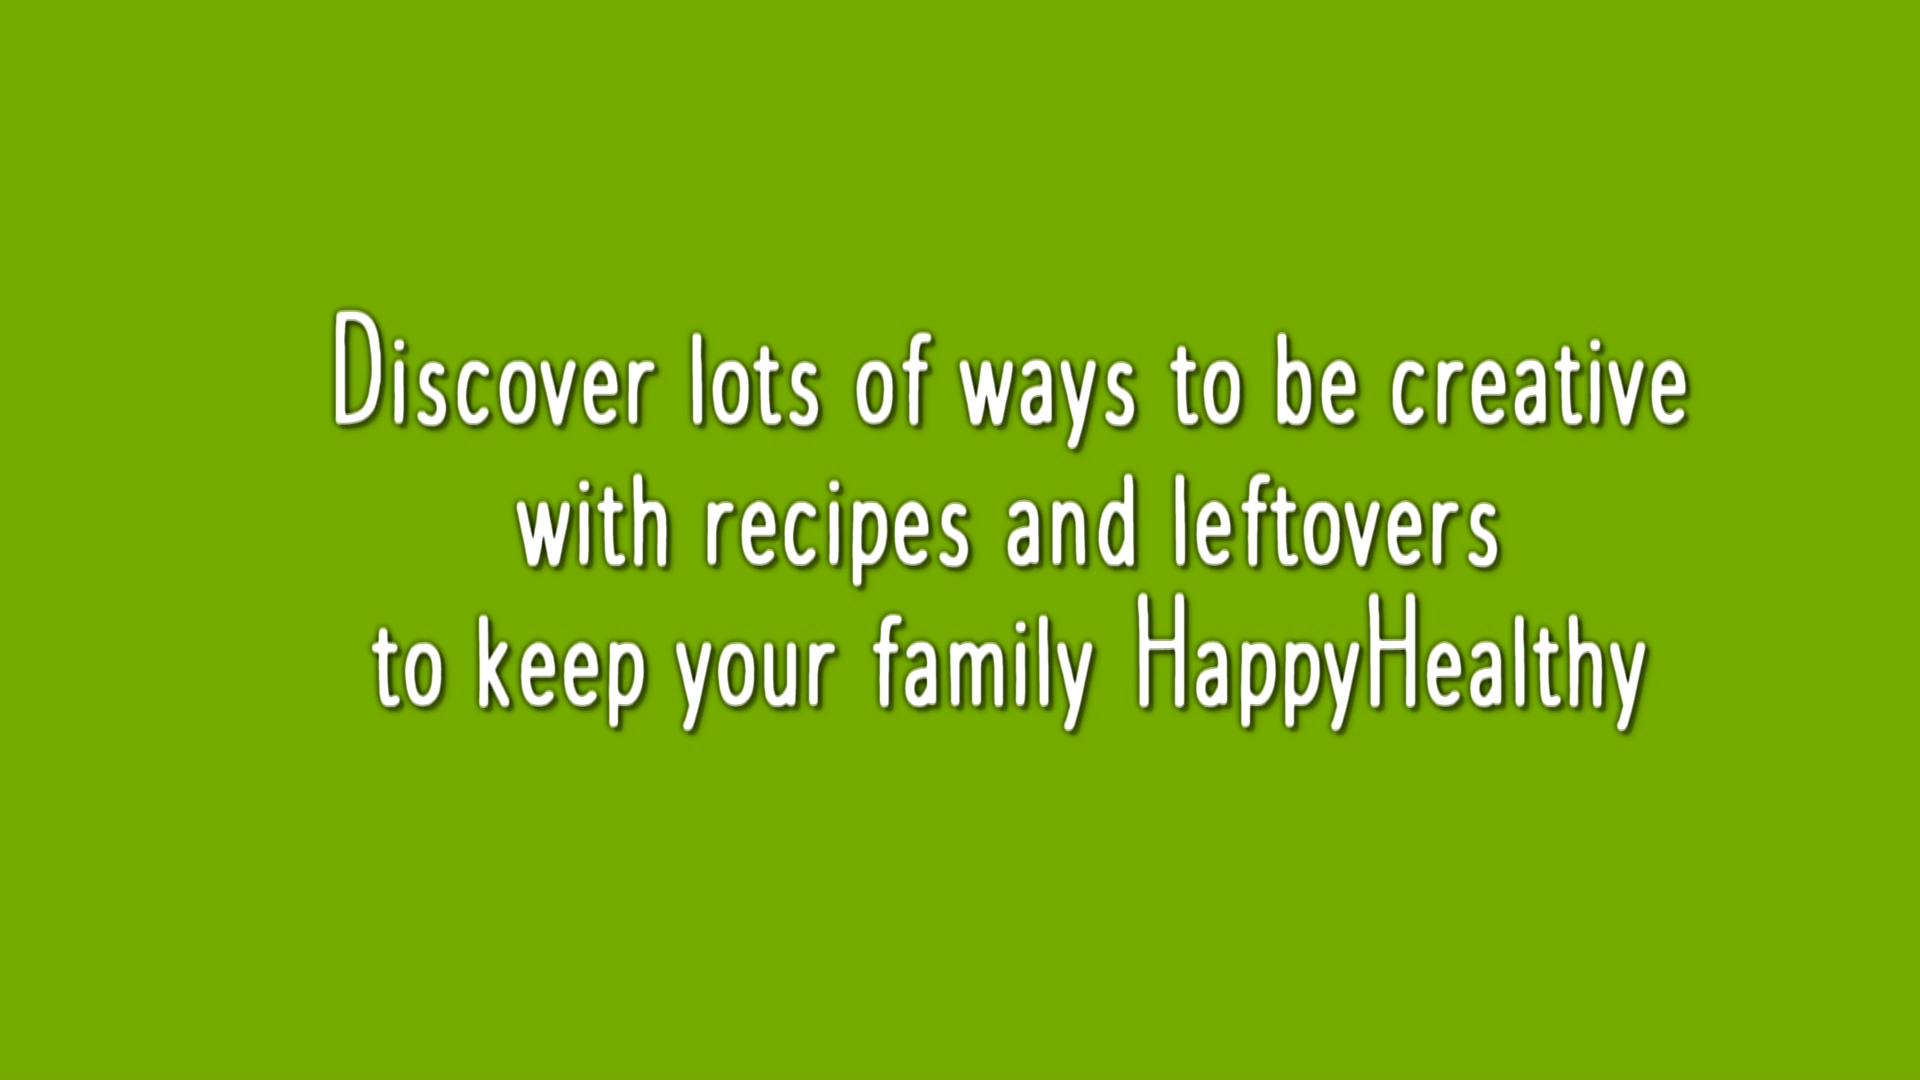 Discover lots of ways to be creative
with recipes and leftovers
to keep your family HappyHealthy